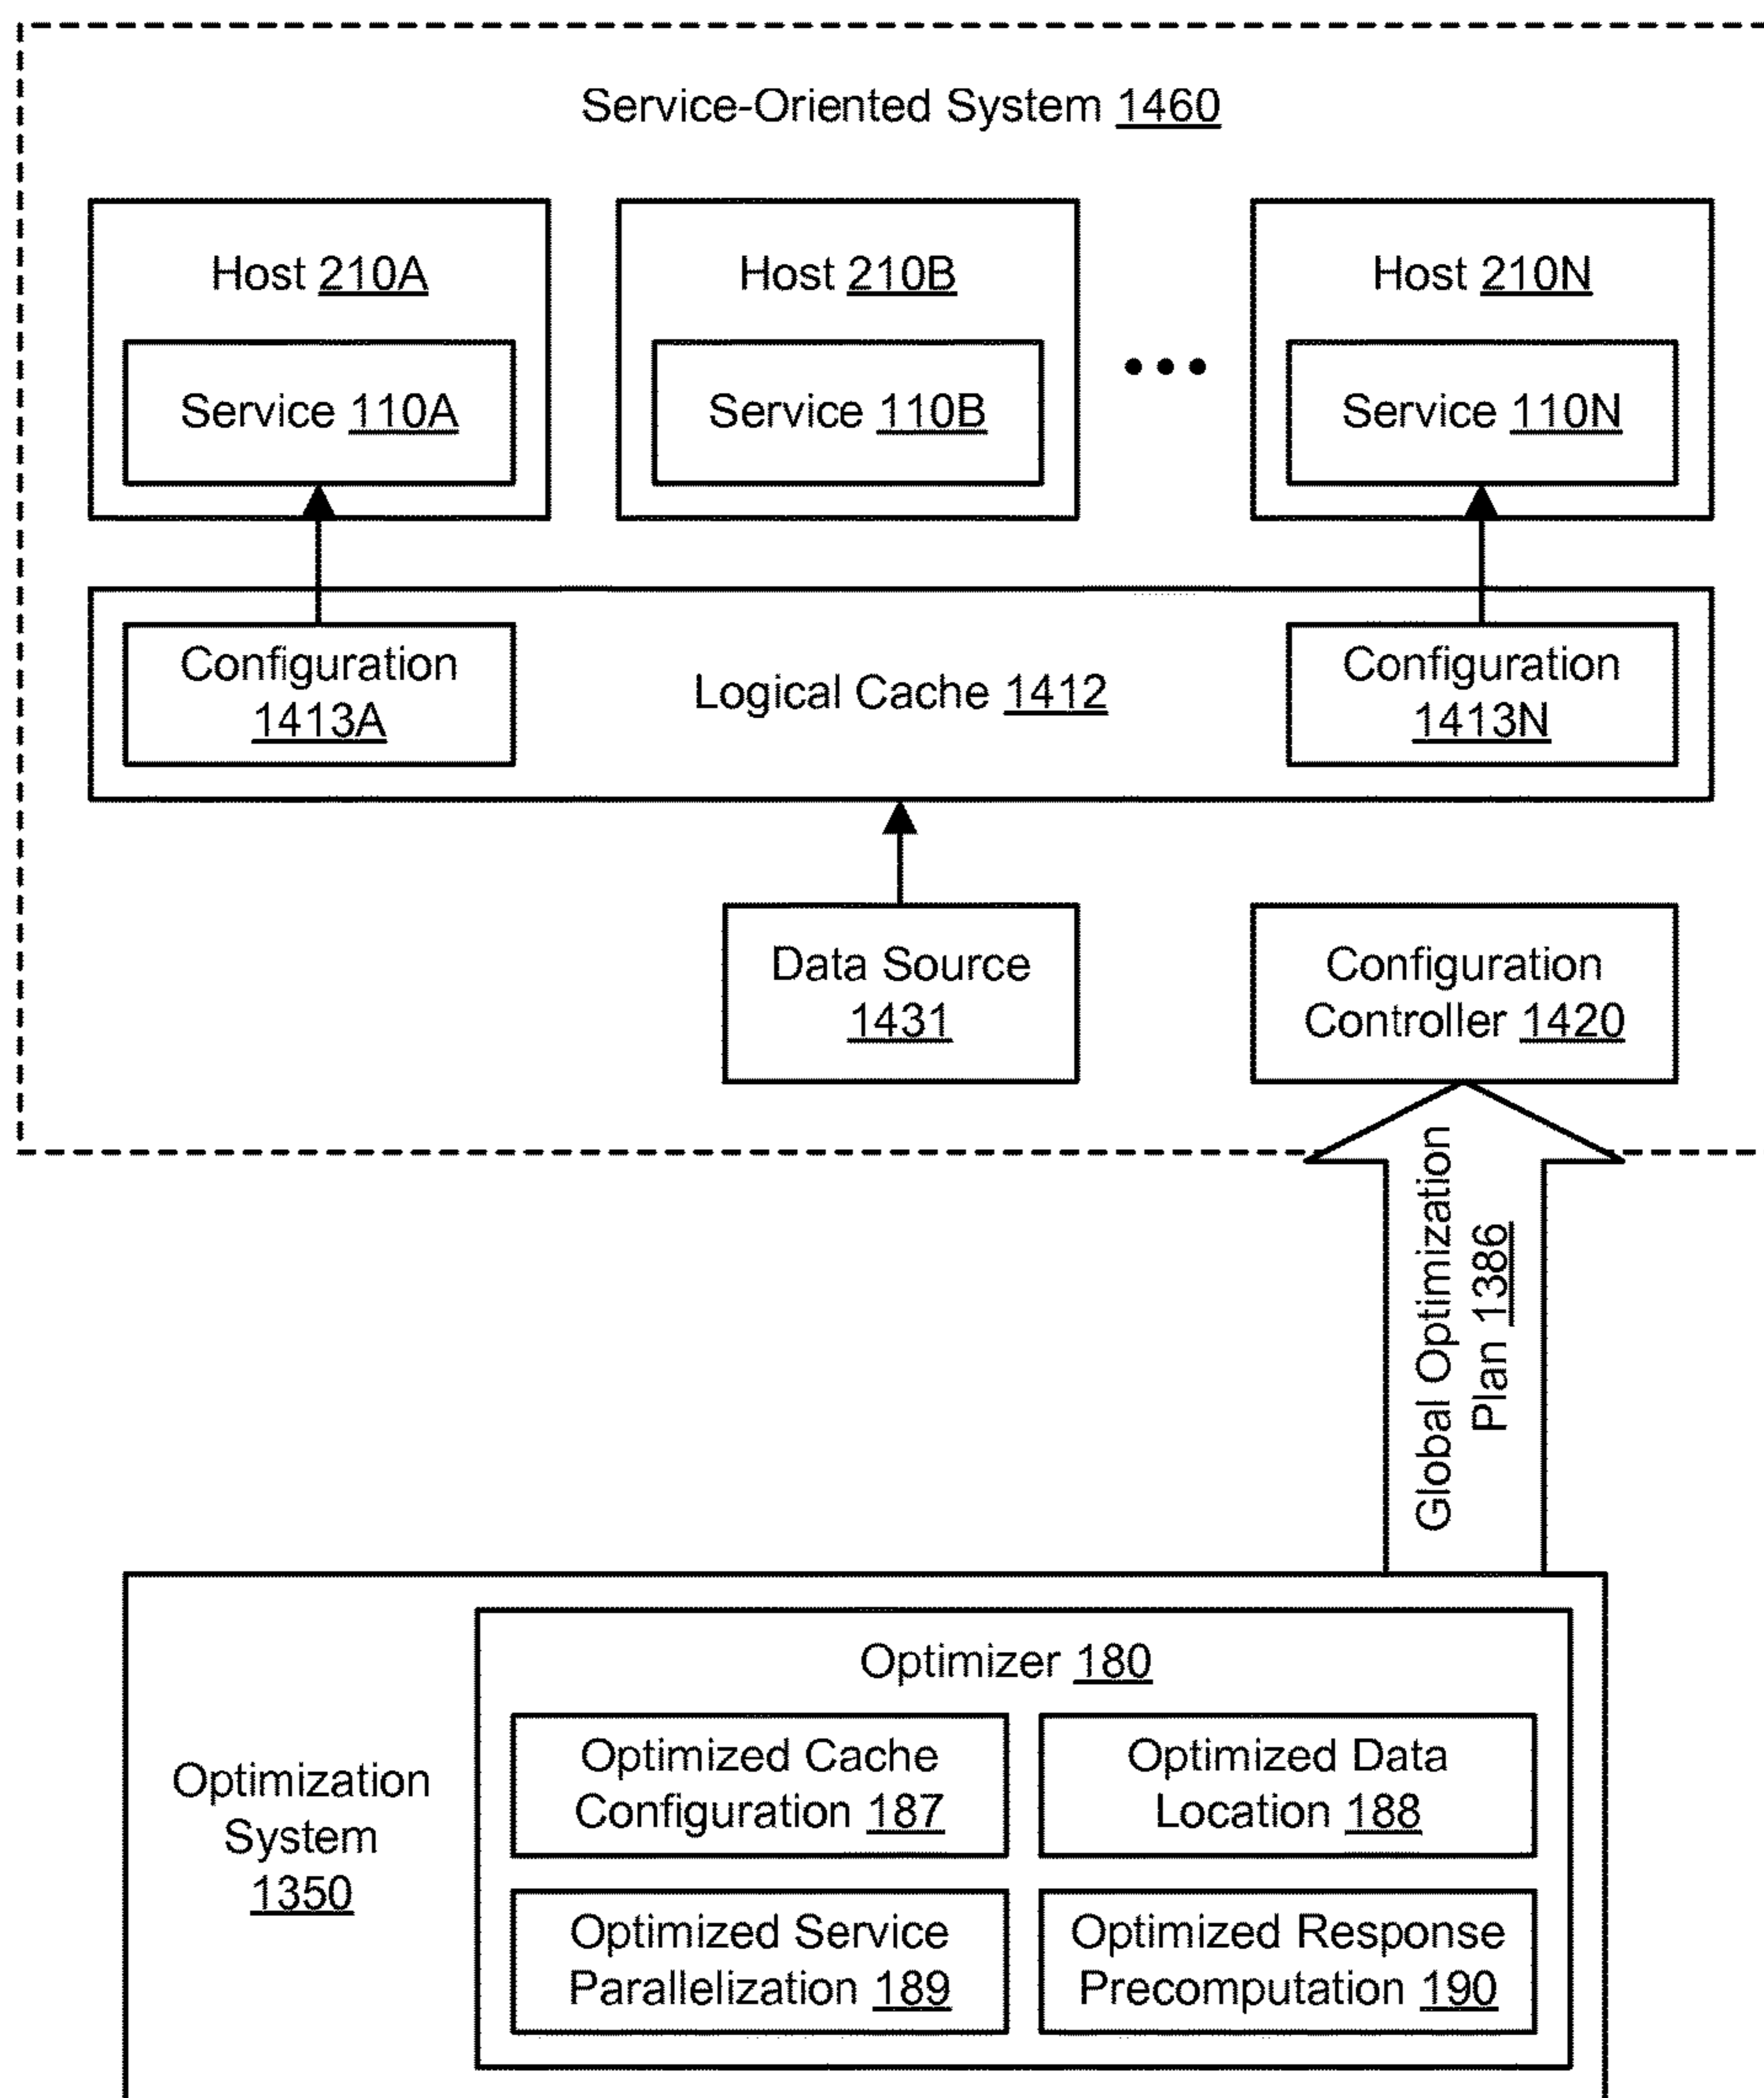 Service-Oriented System 1460
Host 210A
Host 210B
Host 210N
Service 110A
Service 110B
Service 110N
Configuration
1413A
Logical Cache 1412
Configuration
1413N
Data Source
1431
Configuration
Controller 1420
Global Optimization
Plan 1386
Optimization
System
1350
Optimizer 180
Optimized Cache
Configuration 187
Optimized Data
Location 188
Optimized Service
Parallelization 189
Optimized Response
Precomputation 190